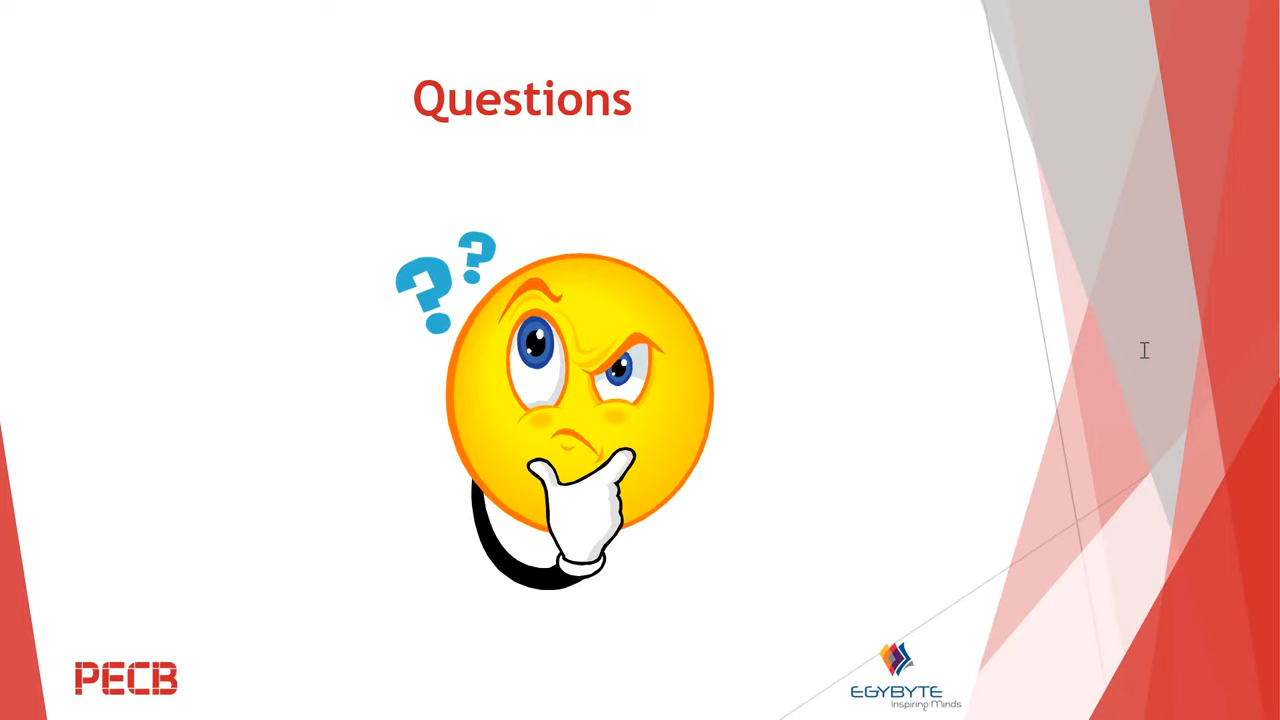 Questions
? ?
PECB
EGYBYTE
Inspiring Minds